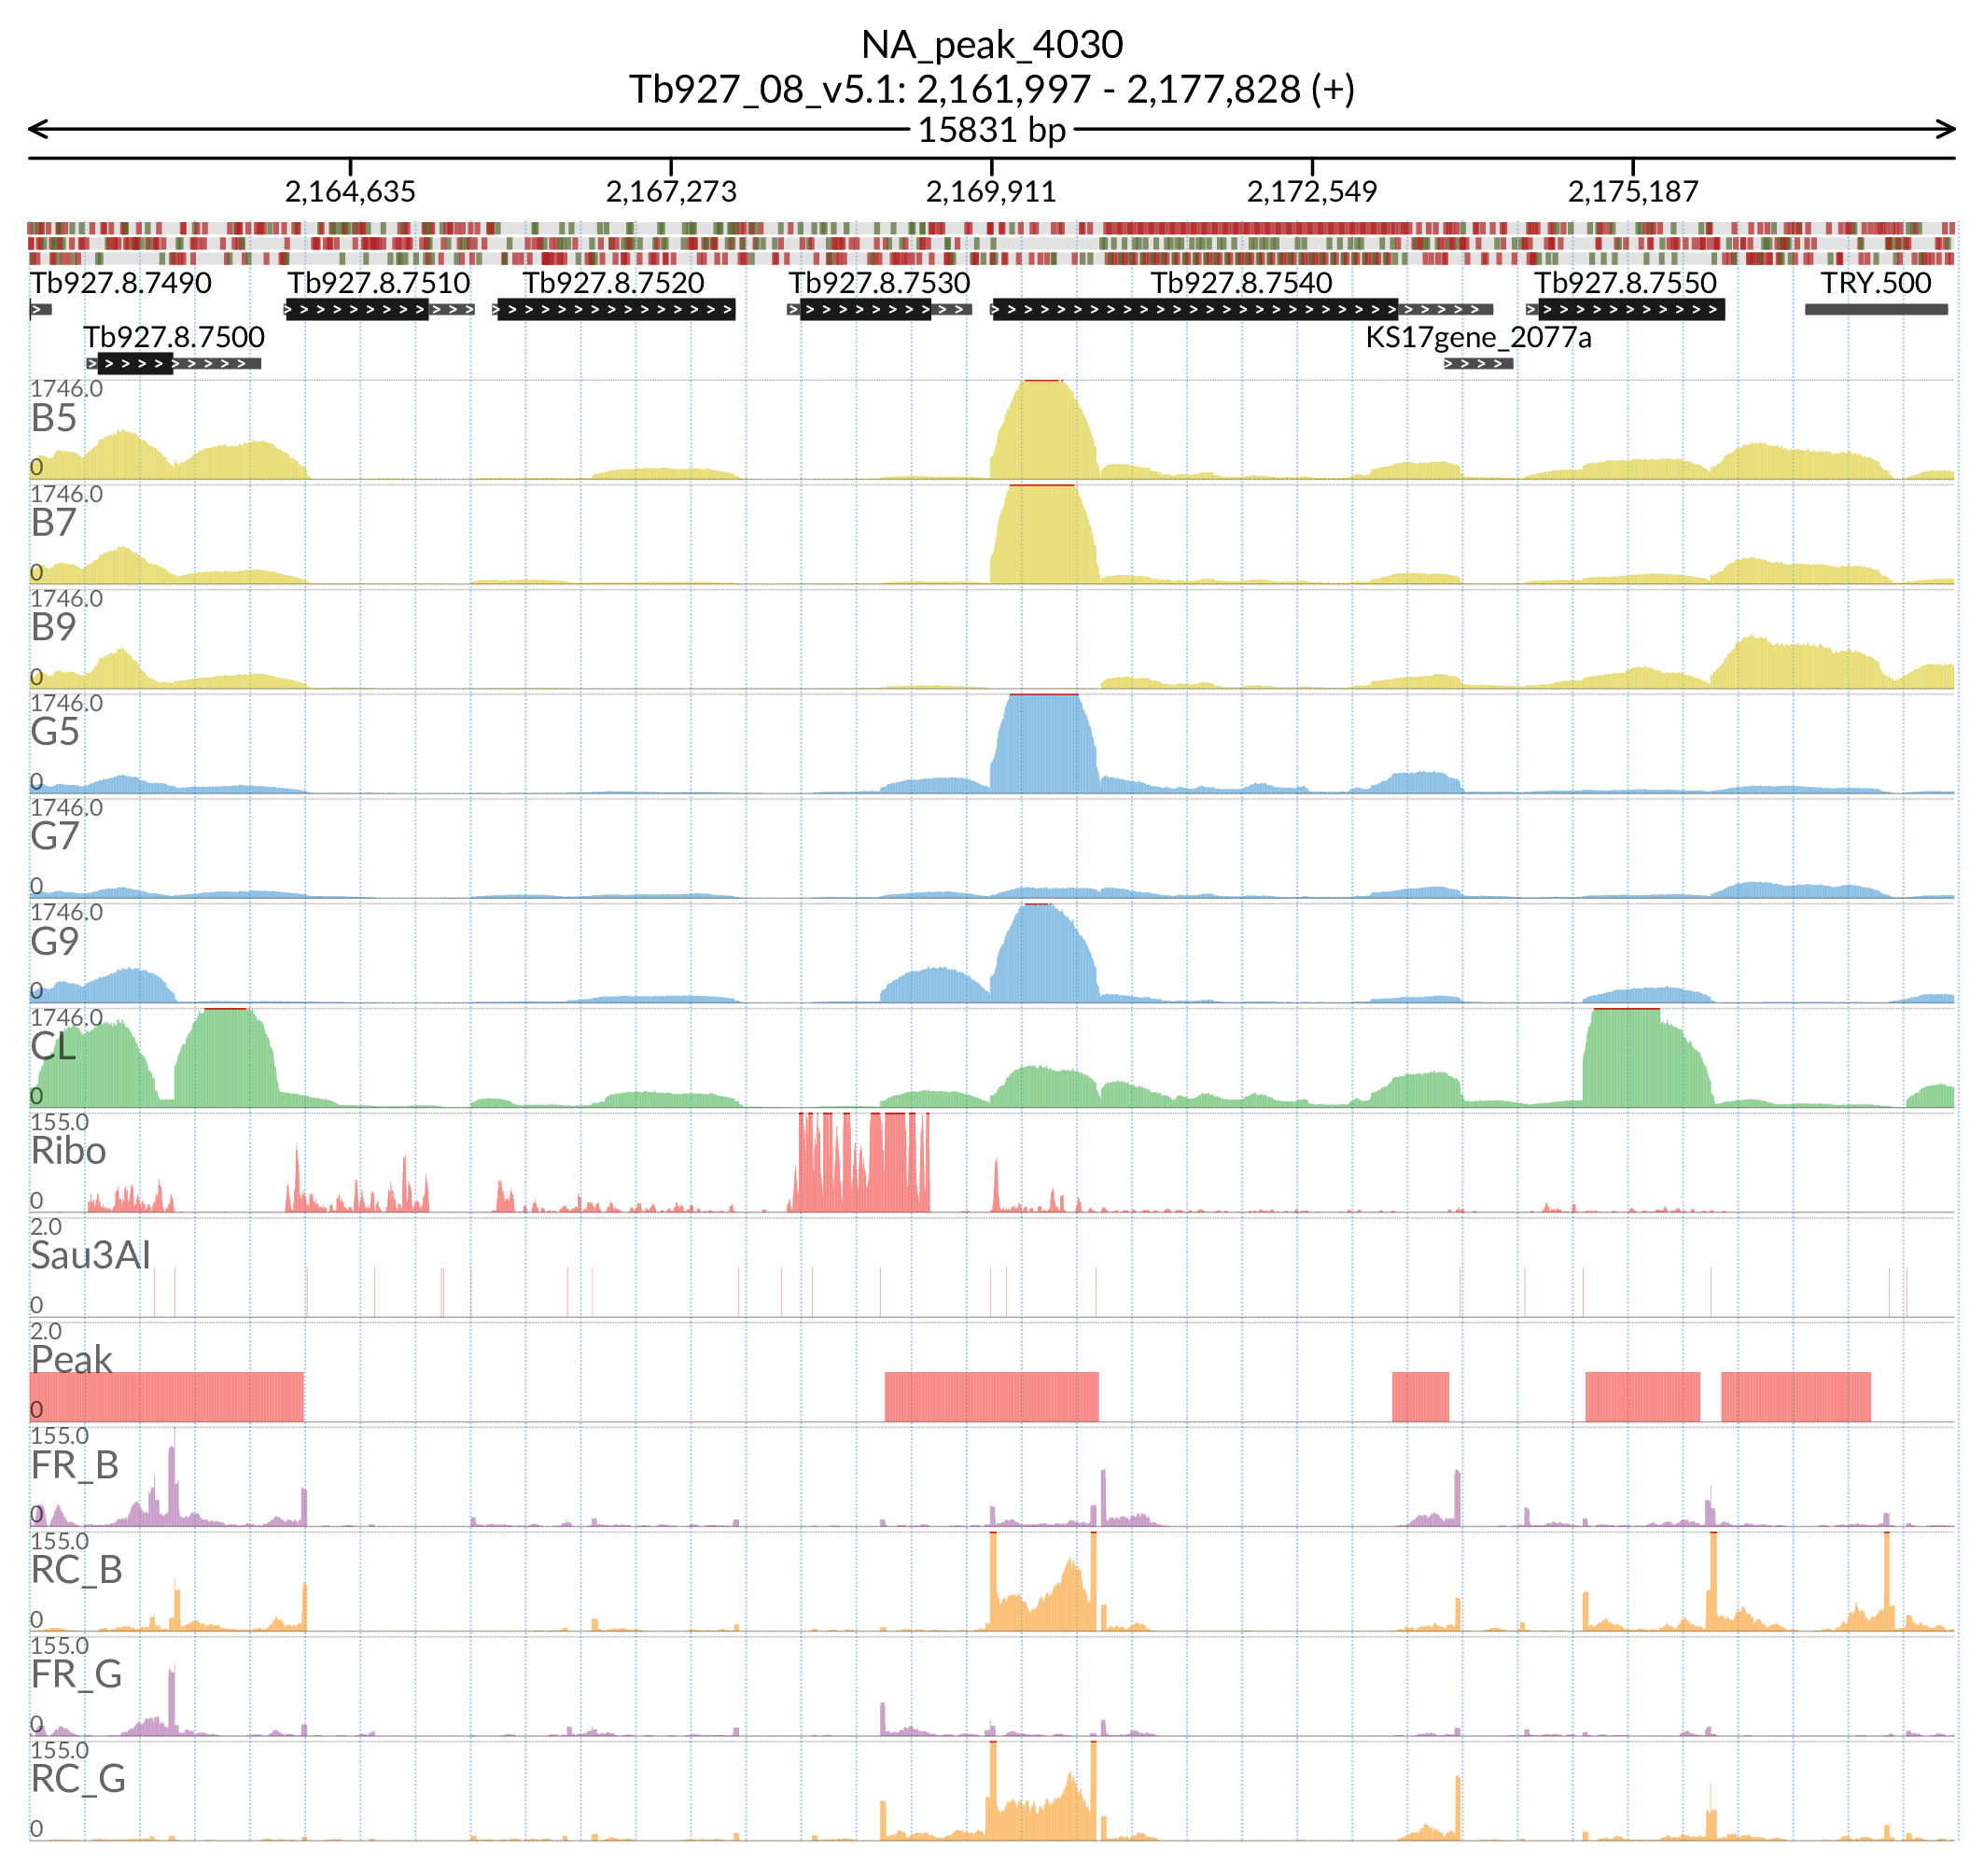 NA_peak_4030
Tb927_08_v5.1: 2,161,997 - 2,177,828 (+)
15831 bp
2,164,635 2,167,273 2,169,911 2,172,549 2,175,187
Tb927.8.7490 Tb927.8.7510 Tb927.8.7520 Tb927.8.7530 Tb927.8.7540 Tb927.8.7550 TRY.500
Tb927.8.7500 KS17gene_2077a
1746.0
B5
0
1746.0
B7
0
1746.0
B9
0
1746.0
G5
0
1746.0
G7
0
1746.0
G9
0
1746.0
CL
0
155.0
Ribo
0
2.0
Sau3AI
0
2.0
Peak
0
155.0
FR_B
0
155.0
RC_B
0
155.0
FR_G
0
155.0
RC_G
0